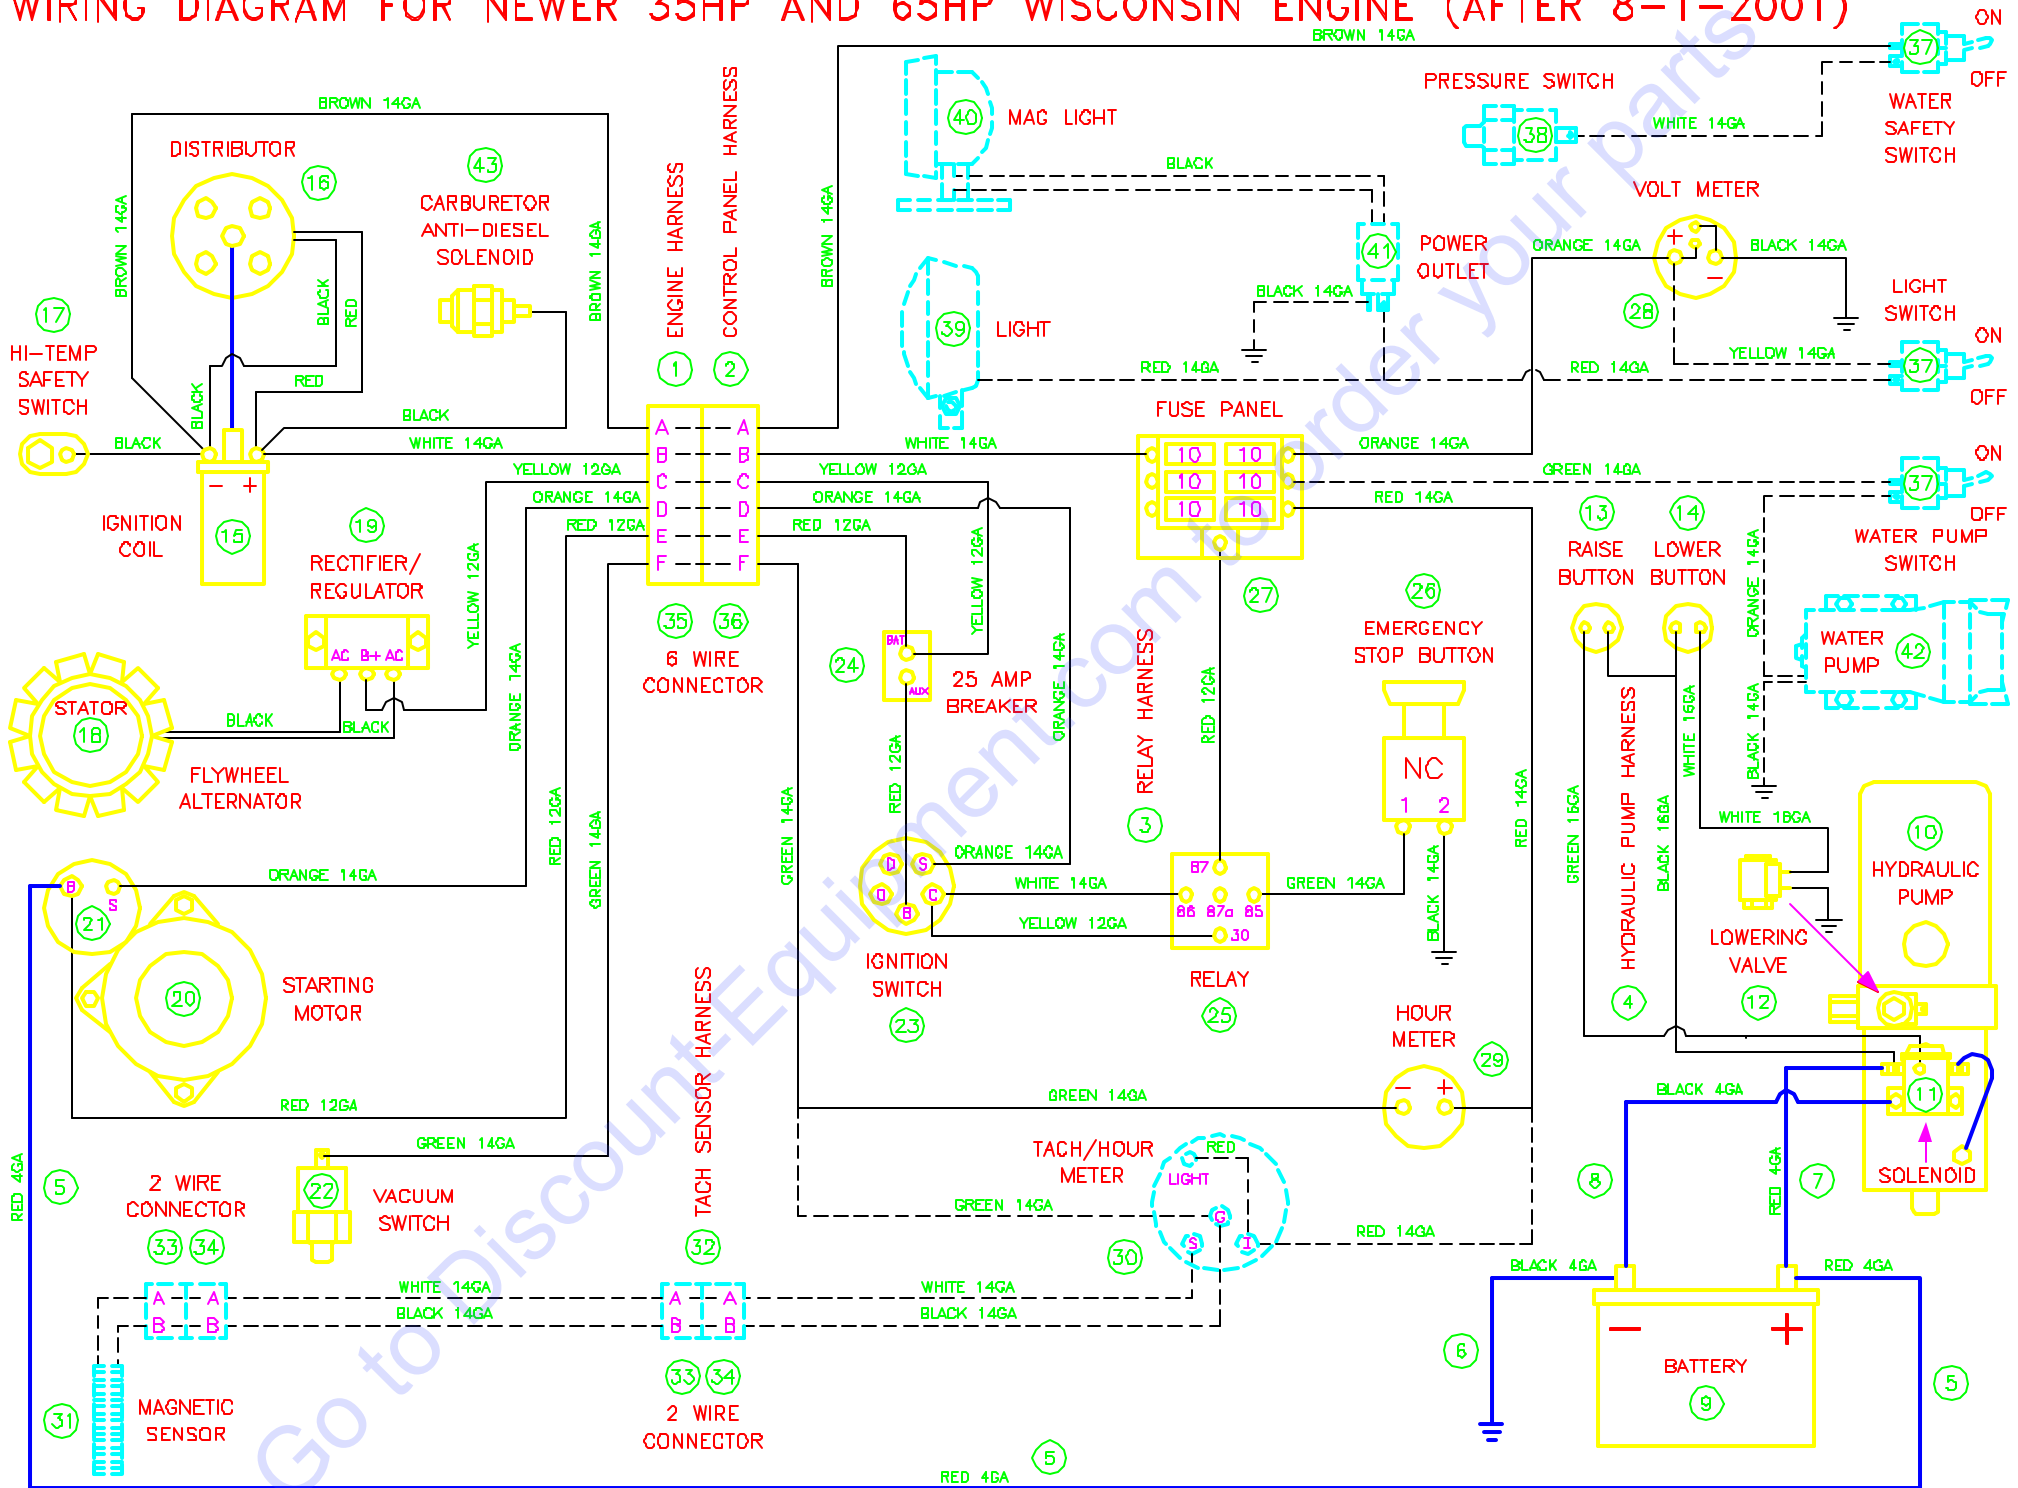 WIRING DIAGRAM FOR NEWER 35HP AND 65HP WISCONSIN ENGINE (AFTER 8-1-2001)
BROWN 14GA
BROWN 14GA
BROWN 14GA
BROWN 14GA
BROWN 14GA
DISTRIBUTOR
16
43
CARBURETOR
ANTI-DIESEL
SOLENOID
ENGINE HARNESS
CONTROL PANEL HARNESS
1
2
BLACK
RED
RED
BLACK
BLACK
BLACK
17
HI-TEMP
SAFETY
SWITCH
WHITE 14GA
YELLOW 12GA
ORANGE 14GA
RED 12GA
A A
B B
C C
D D
E E
F F
- +
15
IGNITION
COIL
19
RECTIFIER/
REGULATOR
AC B+ AC
YELLOW 12GA
ORANGE 14GA
STATOR
18
BLACK
BLACK
FLYWHEEL
ALTERNATOR
35
36
6 WIRE
CONNECTOR
RED 12GA
GREEN 14GA
B
S
21
ORANGE 14GA
20
STARTING
MOTOR
RED 12GA
GREEN 14GA
22
VACUUM
SWITCH
RED 4GA
5
2 WIRE
CONNECTOR
33
34
A A
B B
31
MAGNETIC
SENSOR
WHITE 14GA
BLACK 14GA
TACH SENSOR HARNESS
32
A A
B B
33
34
2 WIRE
CONNECTOR
WHITE 14GA
BLACK 14GA
5
RED 4GA
40
MAG LIGHT
BLACK
39
LIGHT
41
POWER
OUTLET
BLACK 14GA
RED 14GA
RED 14GA
PRESSURE SWITCH
38
WHITE 14GA
37
ON
OFF
WATER
SAFETY
SWITCH
VOLT METER
+
-
28
ORANGE 14GA
BLACK 14GA
YELLOW 14GA
LIGHT
SWITCH
37
ON
OFF
FUSE PANEL
10 10
10 10
10 10
27
WHITE 14GA
YELLOW 12GA
ORANGE 14GA
RED 12GA
ORANGE 14GA
GREEN 14GA
RED 14GA
37
ON
OFF
WATER PUMP
SWITCH
WATER
PUMP
42
ORANGE 14GA
BLACK 14GA
13
RAISE
BUTTON
14
LOWER
BUTTON
BAT
AUX
24
25 AMP
BREAKER
YELLOW 12GA
ORANGE 14GA
RED 12GA
GREEN 14GA
RELAY HARNESS
3
RED 12GA
26
EMERGENCY
STOP BUTTON
NC
1 2
RED 14GA
BLACK 14GA
D S
O C
B
IGNITION
SWITCH
23
ORANGE 14GA
WHITE 14GA
YELLOW 12GA
87
86 87a 85
30
RELAY
25
GREEN 14GA
HYDRAULIC PUMP HARNESS
4
GREEN 16GA
BLACK 16GA
WHITE 16GA
WHITE 16GA
LOWERING
VALVE
12
10
HYDRAULIC
PUMP
11
SOLENOID
HOUR
METER
29
- +
GREEN 14GA
TACH/HOUR
METER
30
RED
LIGHT
G
S
I
GREEN 14GA
RED 14GA
BLACK 4GA
8
RED 4GA
7
BLACK 4GA
RED 4GA
6
- +
BATTERY
9
5
Go to Discount-Equipment.com to order your parts